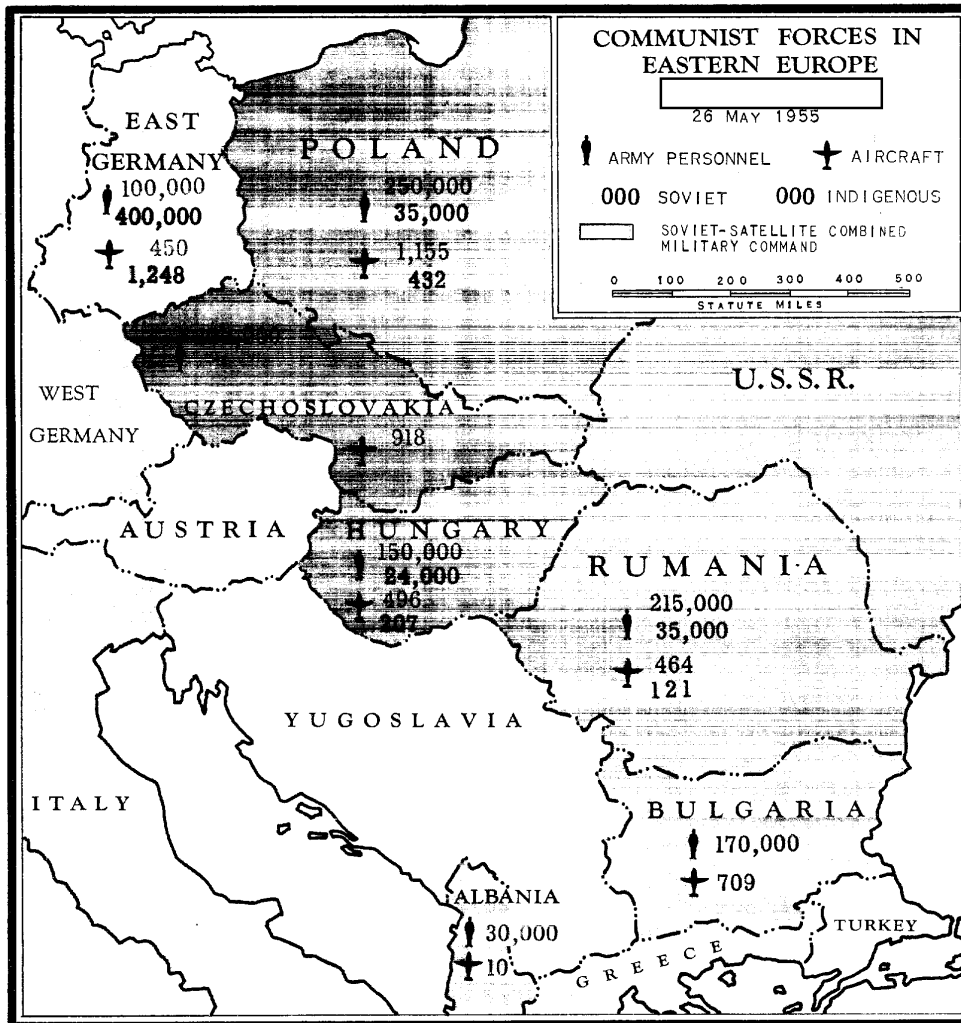 COMMUNIST FORCES IN
EASTERN EUROPE
26 MAY 1955
ARMY PERSONNEL
AIRCRAFT
000 SOVIET
000 INDIGENOUS
SOVIET-SATELLITE COMBINED
MILITARY COMMAND
0 100 200 300 400 500
STATUTE MILES
EAST
GERMANY
100,000
400,000
450
1,248
POLAND
250,000
35,000
1,155
432
U.S.S.R.
WEST
GERMANY
CZECHOSLOVAKIA
918
AUSTRIA
HUNGARY
150,000
24,000
496
207
RUMANIA
215,000
35,000
464
121
YUGOSLAVIA
ITALY
BULGARIA
170,000
709
ALBANIA
30,000
10
GREECE
TURKEY